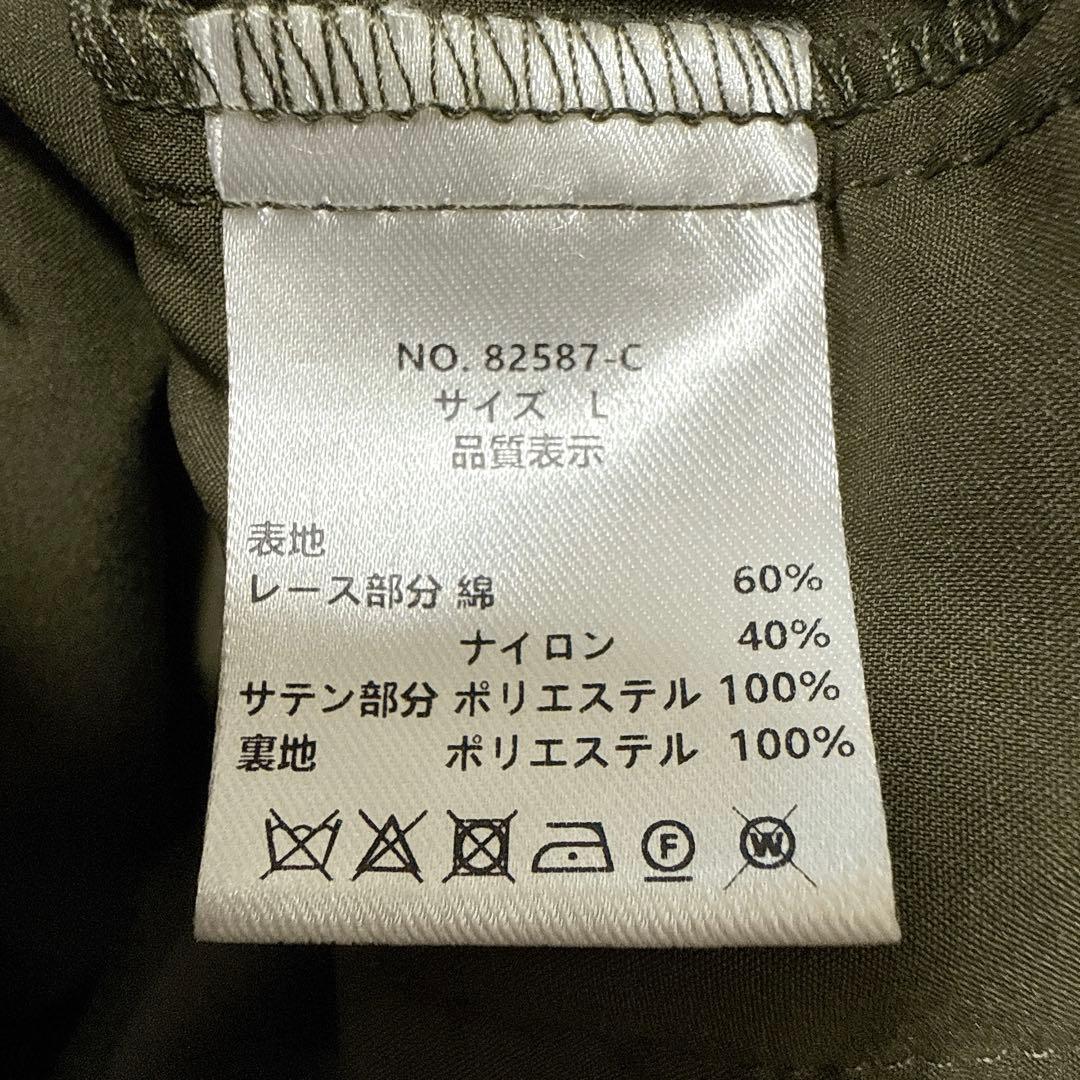 NO. 82587-C
サイズ L
品質表示
表地
レース部分 綿 60%
ナイロン 40%
サテン部分 ポリエステル 100%
裏地 ポリエステル 100%
F W